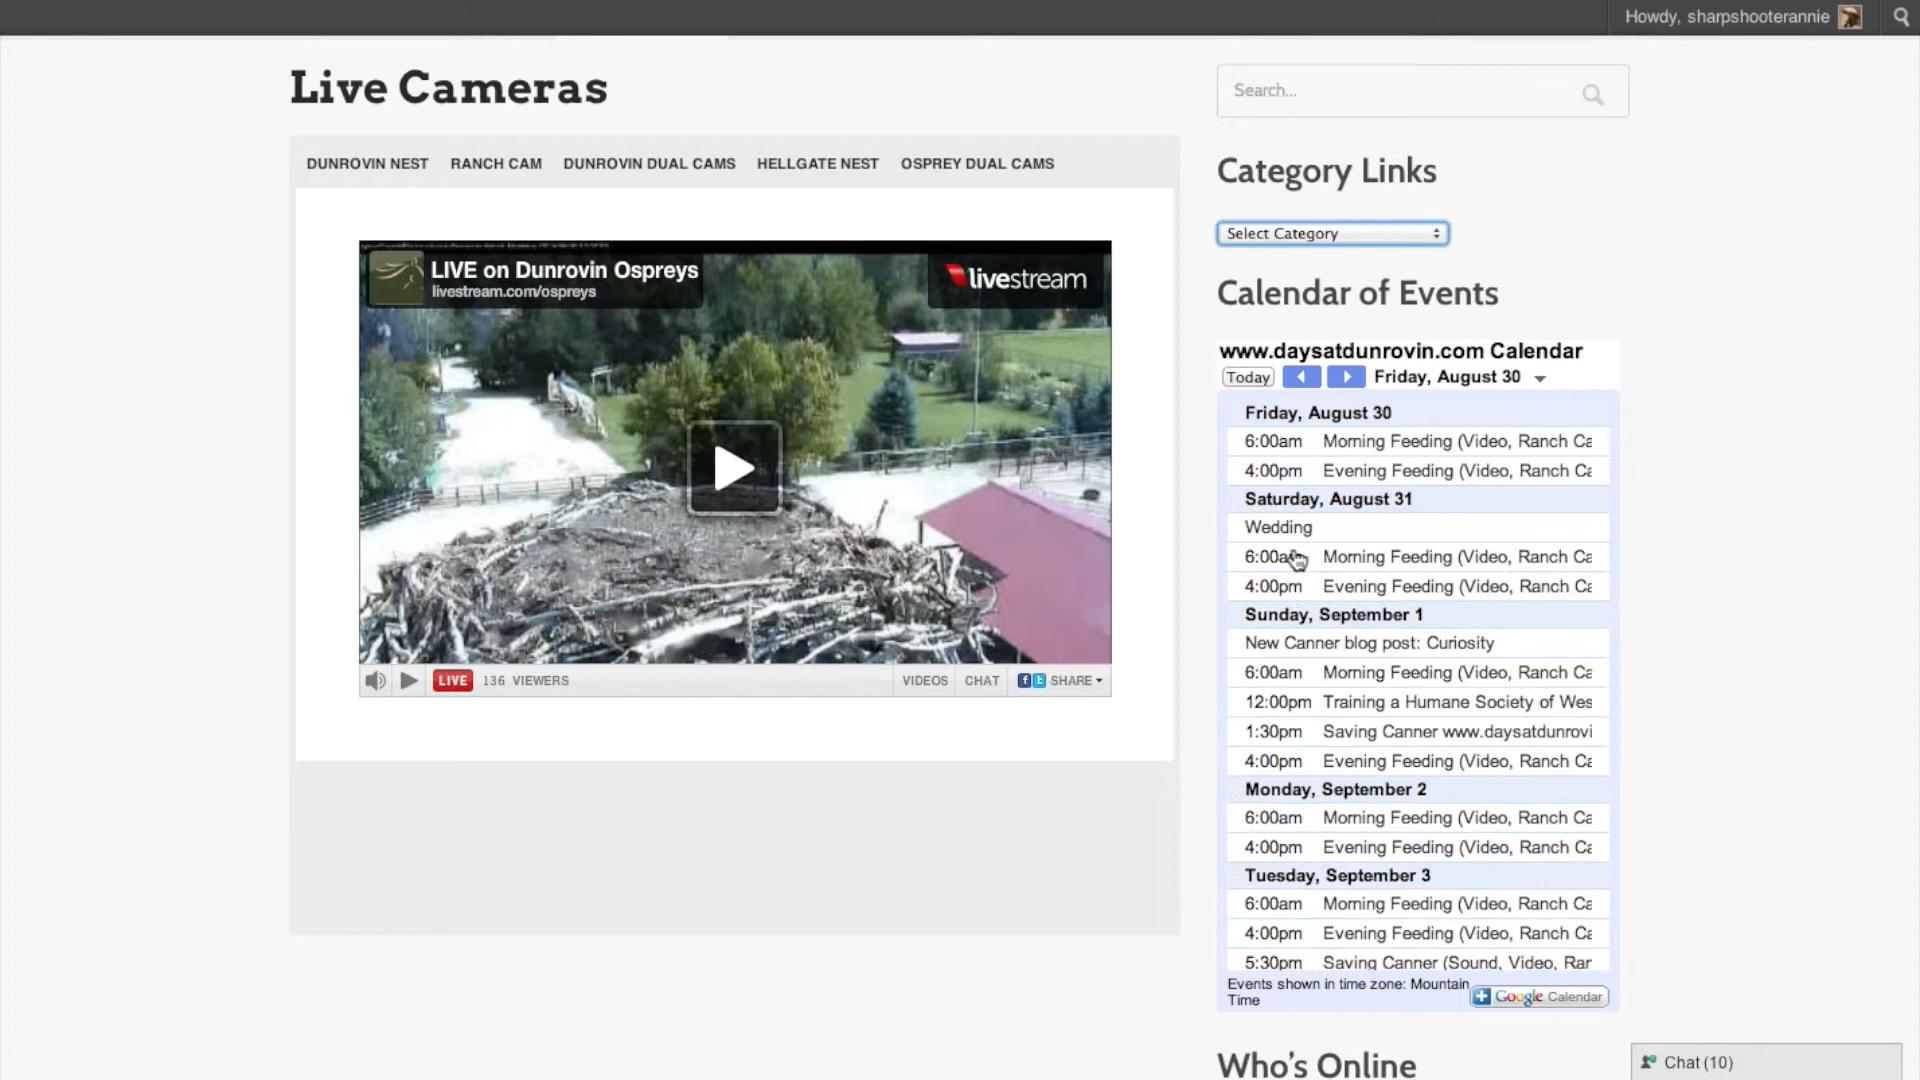 Howdy, sharpshooterannie
Live Cameras
Search...
DUNROVIN NEST RANCH CAM DUNROVIN DUAL CAMS HELLGATE NEST OSPREY DUAL CAMS
Category Links
Select Category
LIVE on Dunrovin Ospreys
livestream.com/ospreys
livestream
136 VIEWERS
LIVE
VIDEOS CHAT SHARE
Calendar of Events
www.daysatdunrovin.com Calendar
Today Friday, August 30
Friday, August 30
6:00am Morning Feeding (Video, Ranch Ca
4:00pm Evening Feeding (Video, Ranch Ca
Saturday, August 31
Wedding
6:00a Morning Feeding (Video, Ranch Ca
4:00pm Evening Feeding (Video, Ranch Ca
Sunday, September 1
New Canner blog post: Curiosity
6:00am Morning Feeding (Video, Ranch Ca
12:00pm Training a Humane Society of Wes
1:30pm Saving Canner www.daysatdunrovi
4:00pm Evening Feeding (Video, Ranch Ca
Monday, September 2
6:00am Morning Feeding (Video, Ranch Ca
4:00pm Evening Feeding (Video, Ranch Ca
Tuesday, September 3
6:00am Morning Feeding (Video, Ranch Ca
4:00pm Evening Feeding (Video, Ranch Ca
5:30pm Saving Canner (Sound, Video, Ran
Events shown in time zone: Mountain
Time
Google Calendar
Who's Online
Chat (10)